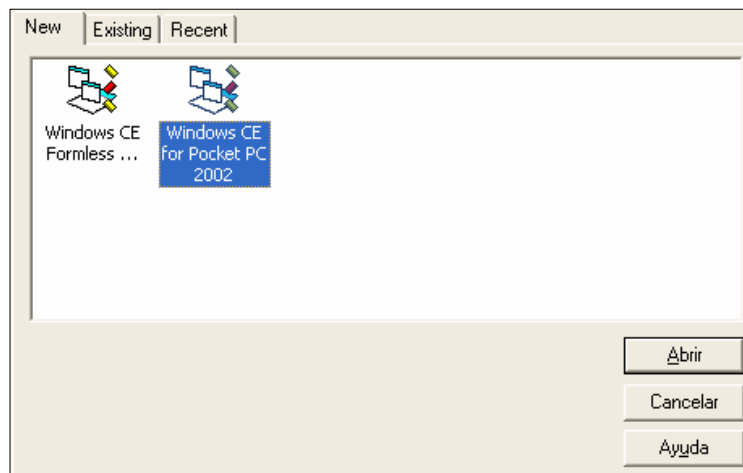 New Existing Recent
Windows CE
Formless ...
Windows CE
for Pocket PC
2002
Abrir
Cancelar
Ayuda